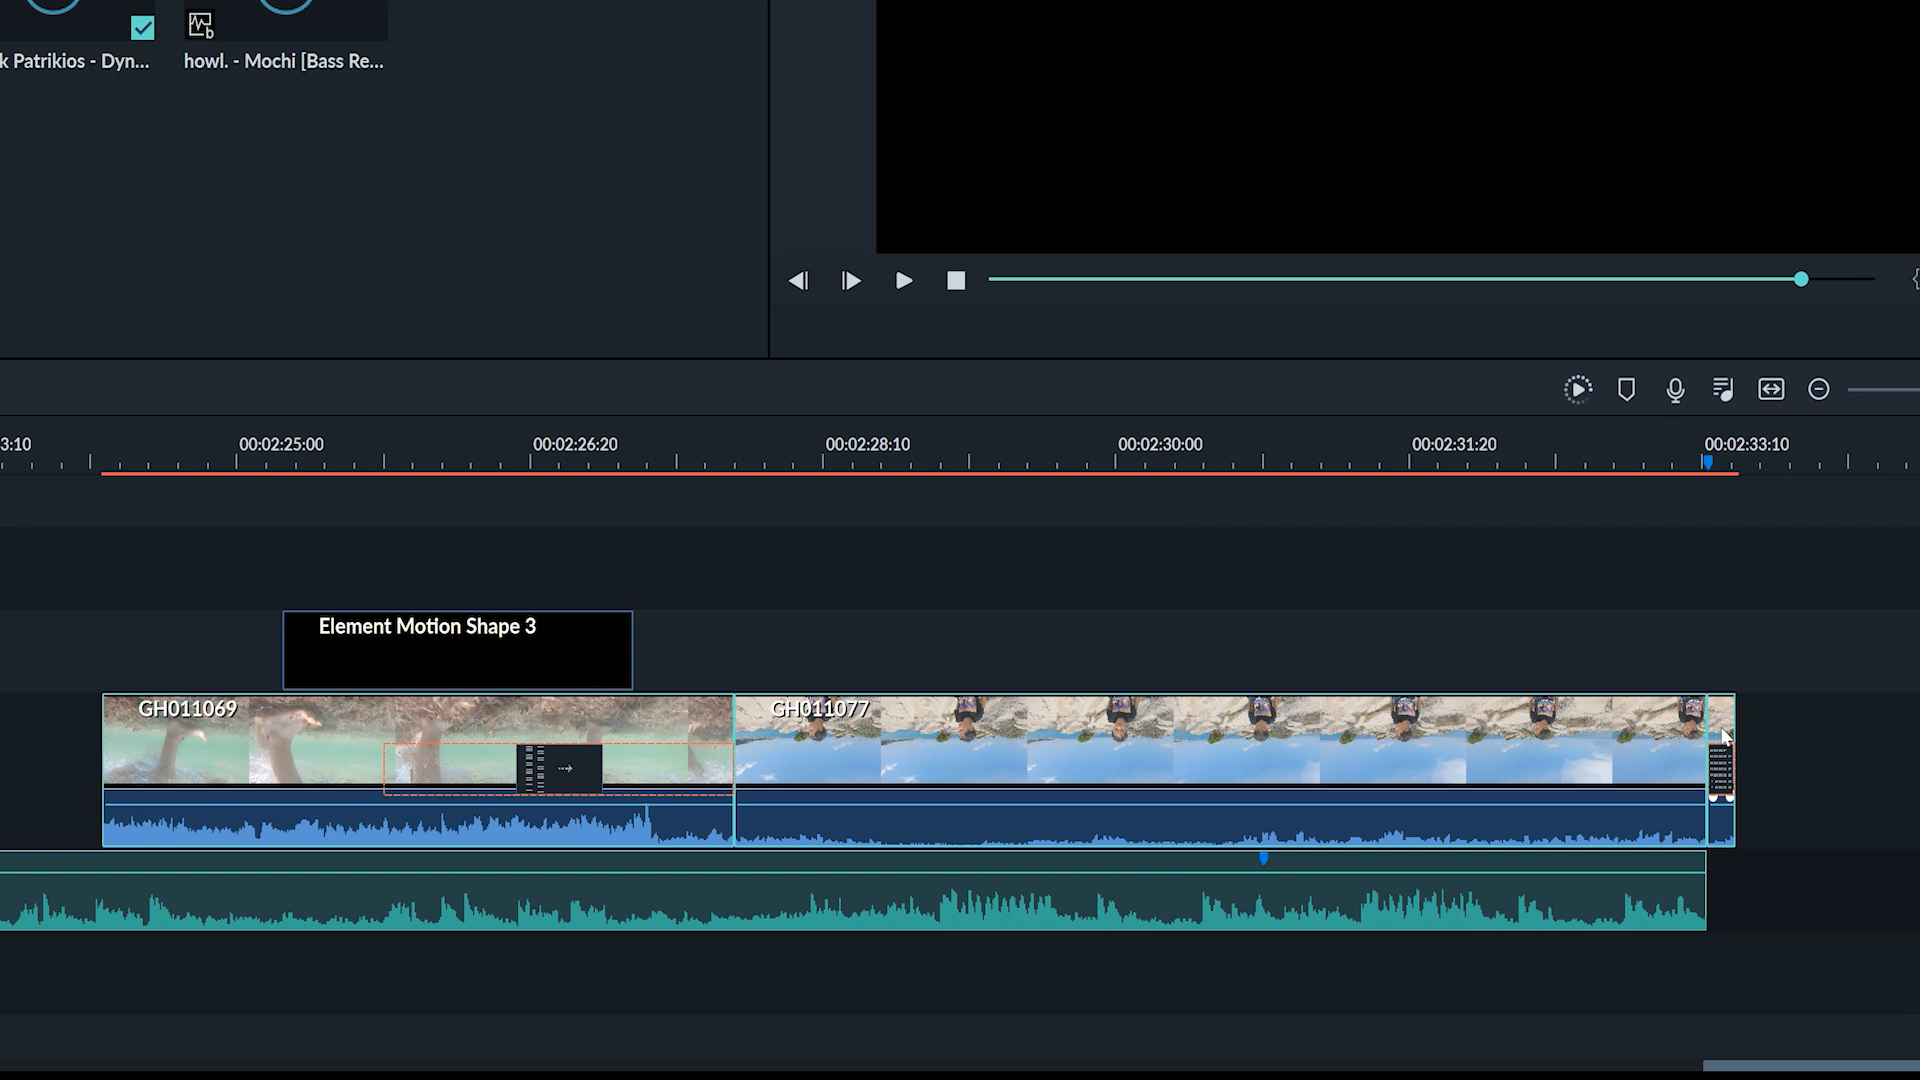 k Patrikios - Dyn...
howl. - Mochi [Bass Re...
3:10
00:02:25:00
00:02:26:20
00:02:28:10
00:02:30:00
00:02:31:20
00:02:33:10
Element Motion Shape 3
GH011069
GH011077